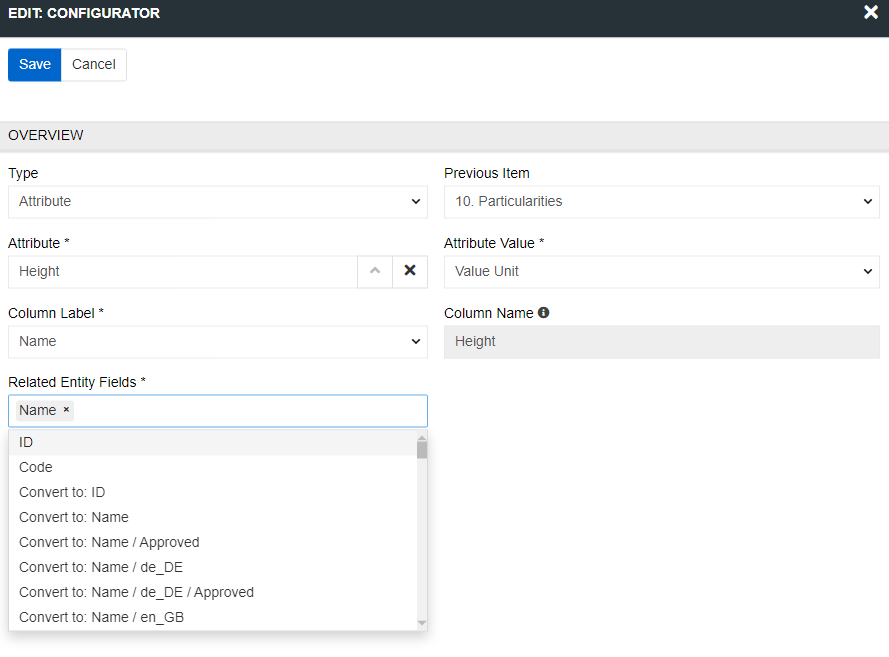 EDIT: CONFIGURATOR
Save Cancel
OVERVIEW
Type Previous Item
Attribute 10. Particularities
Attribute * Attribute Value *
Height Value Unit
Column Label * Column Name
Name Height
Related Entity Fields *
Name ×
ID
Code
Convert to: ID
Convert to: Name
Convert to: Name / Approved
Convert to: Name / de_DE
Convert to: Name / de_DE / Approved
Convert to: Name / en_GB